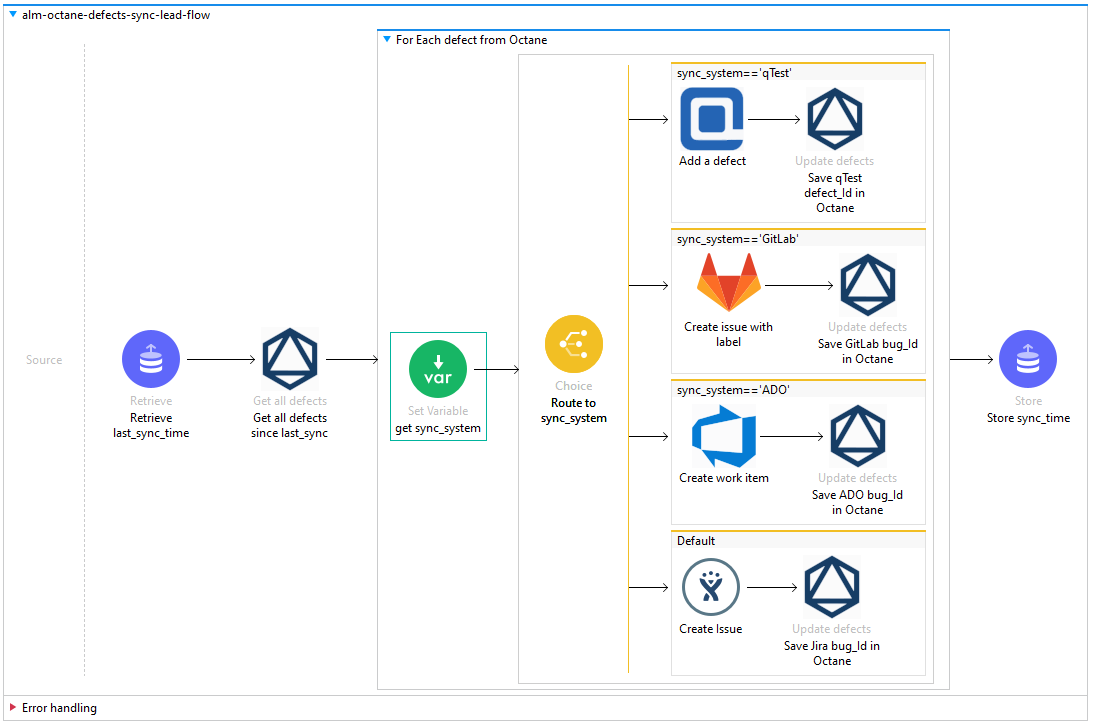 alm-octane-defects-sync-lead-flow
For Each defect from Octane
Source
Retrieve
Retrieve
last_sync_time
Get all defects
Get all defects
since last_sync
var
Set Variable
get sync_system
Choice
Route to
sync_system
sync_system=='qTest'
Add a defect
Update defects
Save qTest
defect_Id in
Octane
sync_system=='GitLab'
Create issue with
label
Update defects
Save GitLab bug_Id
in Octane
sync_system=='ADO'
Create work item
Update defects
Save ADO bug_Id
in Octane
Default
Create Issue
Update defects
Save Jira bug_Id in
Octane
Store
Store sync_time
Error handling